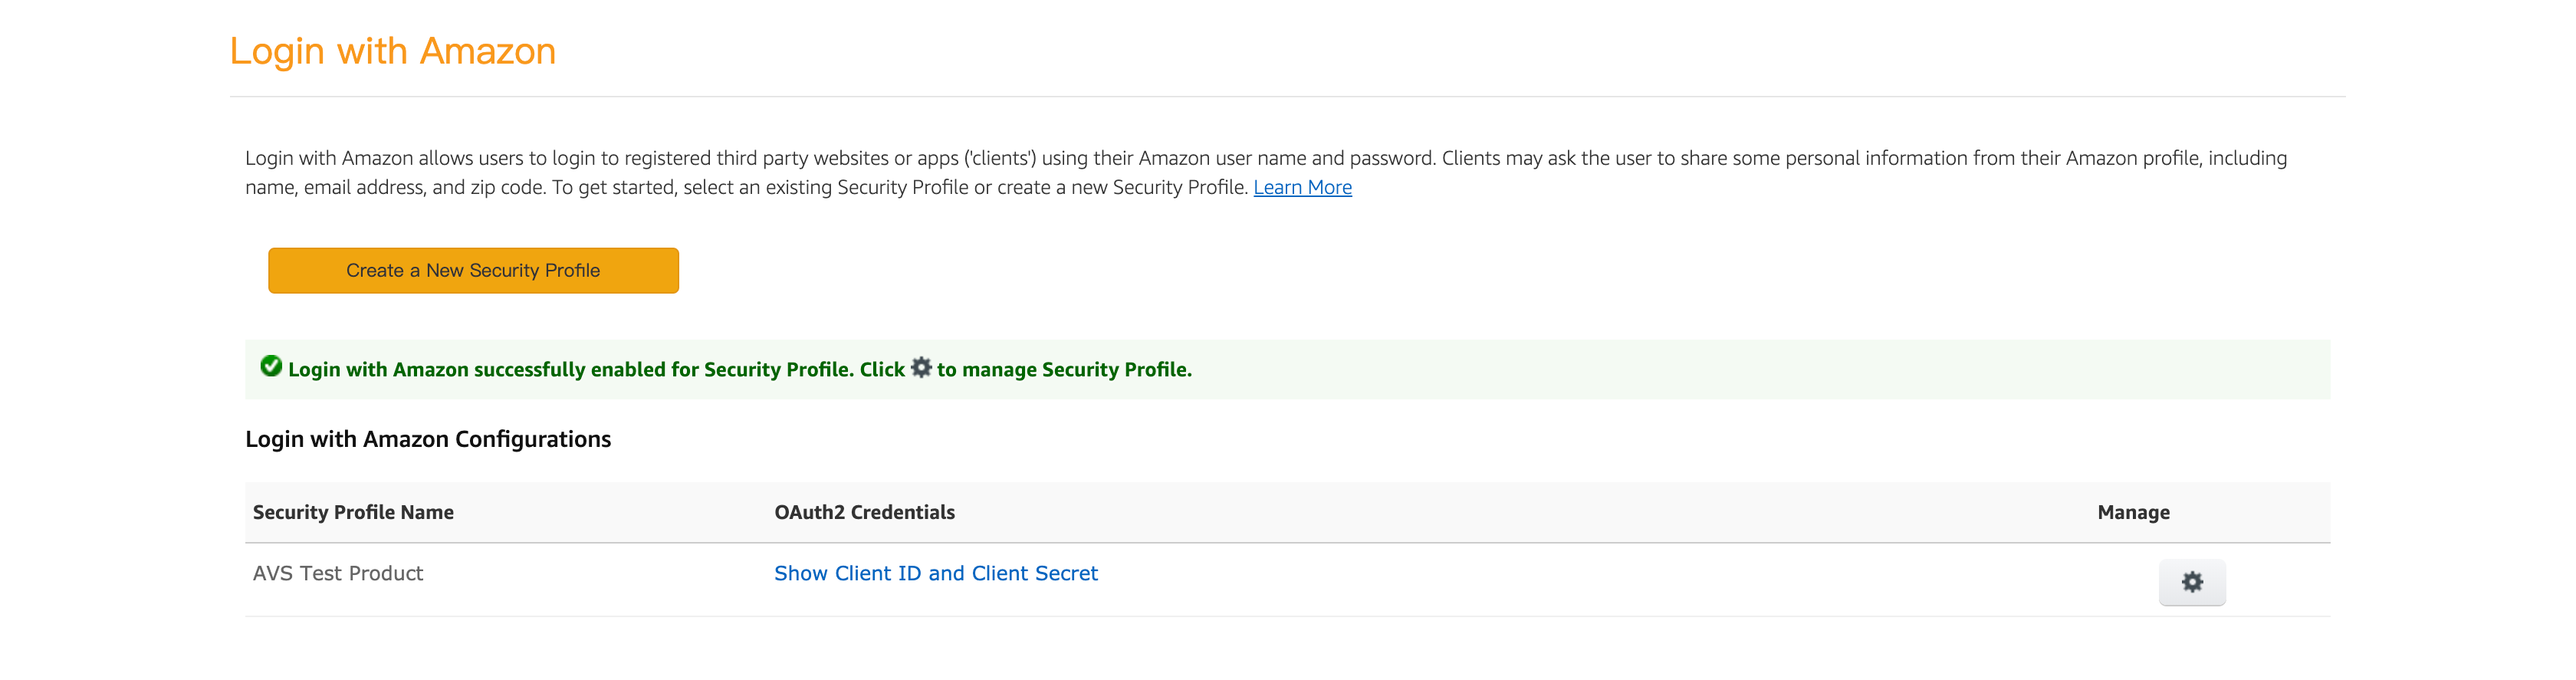 Login with Amazon
Login with Amazon allows users to login to registered third party websites or apps ('clients') using their Amazon user name and password. Clients may ask the user to share some personal information from their Amazon profile, including
name, email address, and zip code. To get started, select an existing Security Profile or create a new Security Profile. Learn More
Create a New Security Profile
Login with Amazon successfully enabled for Security Profile. Click to manage Security Profile.
Login with Amazon Configurations
Security Profile Name OAuth2 Credentials Manage
AVS Test Product Show Client ID and Client Secret